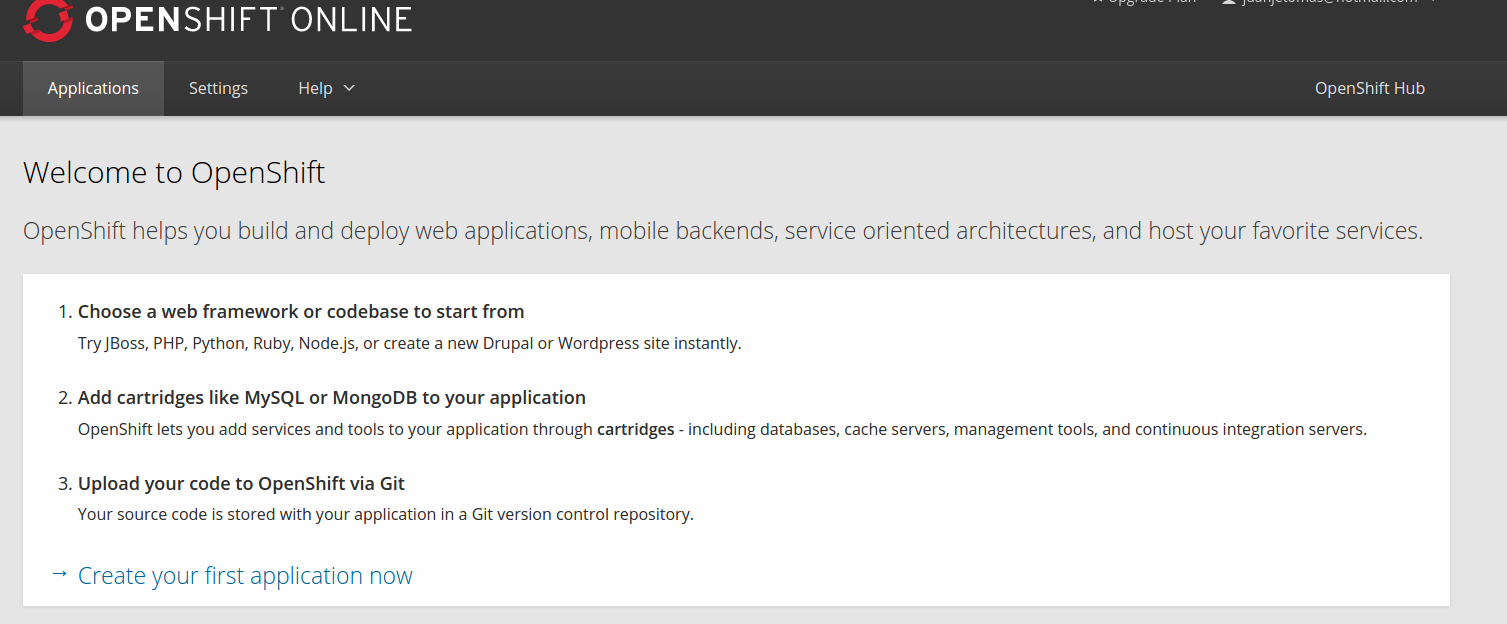 OPENSHIFT ONLINE
Upgrade Plan
Applications Settings Help OpenShift Hub
Welcome to OpenShift
OpenShift helps you build and deploy web applications, mobile backends, service oriented architectures, and host your favorite services.
1. Choose a web framework or codebase to start from
Try JBoss, PHP, Python, Ruby, Node.js, or create a new Drupal or Wordpress site instantly.
2. Add cartridges like MySQL or MongoDB to your application
OpenShift lets you add services and tools to your application through cartridges - including databases, cache servers, management tools, and continuous integration servers.
3. Upload your code to OpenShift via Git
Your source code is stored with your application in a Git version control repository.
→ Create your first application now